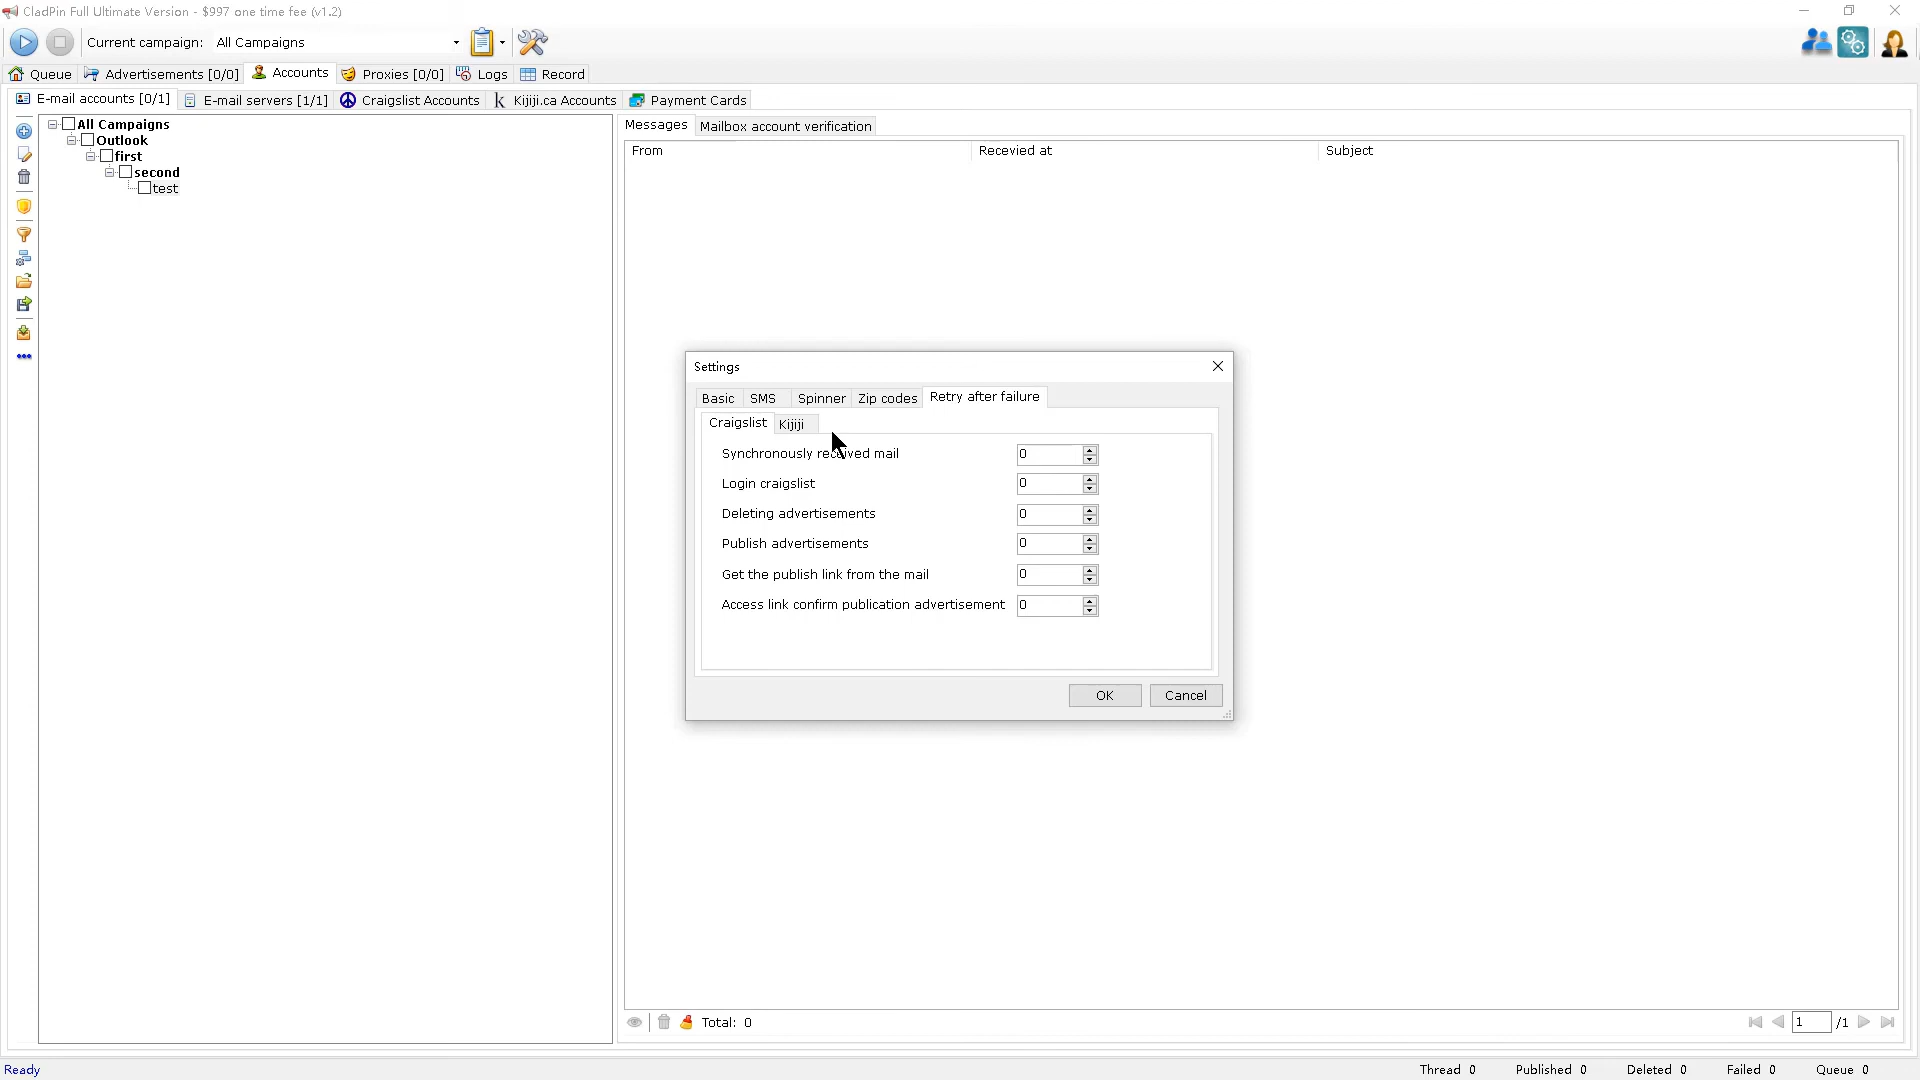 CladPin Full Ultimate Version - $997 one time fee (v1.2)
Current campaign: All Campaigns
Queue Advertisements [0/0] Accounts Proxies [0/0] Logs Record
E-mail accounts [0/1] E-mail servers [1/1] Craigslist Accounts Kijiji.ca Accounts Payment Cards
All Campaigns
Outlook
first
second
test
Messages Mailbox account verification
From Recevied at Subject
Settings
Basic SMS Spinner Zip codes Retry after failure
Craigslist Kijiji
Synchronously received mail 0
Login craigslist 0
Deleting advertisements 0
Publish advertisements 0
Get the publish link from the mail 0
Access link confirm publication advertisement 0
OK Cancel
Total: 0
1 /1
Ready Thread 0 Published 0 Deleted 0 Failed 0 Queue 0